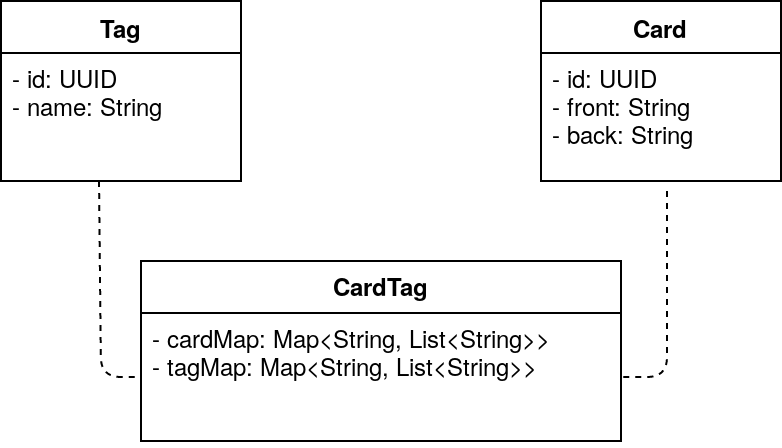 Tag
- id: UUID
- name: String
Card
- id: UUID
- front: String
- back: String
CardTag
- cardMap: Map<String, List<String>>
- tagMap: Map<String, List<String>>